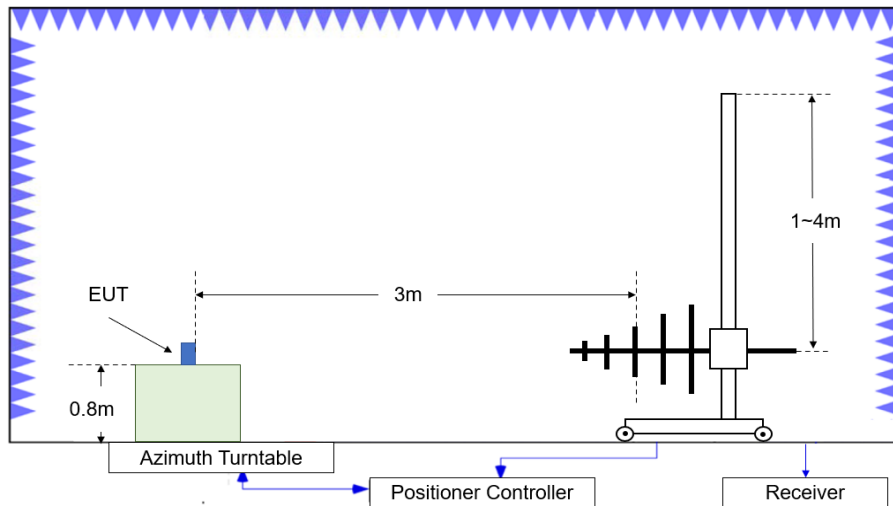 1~4m
EUT
3m
0.8m
Azimuth Turntable
Positioner Controller
Receiver